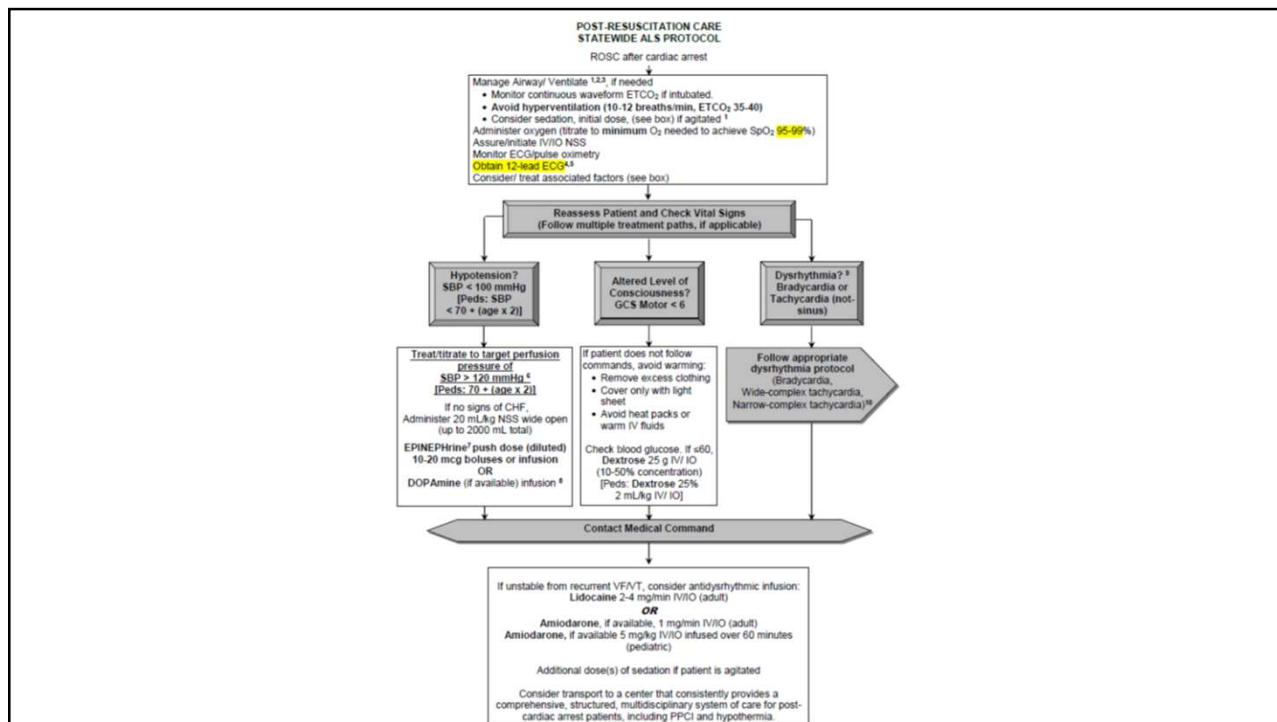 POST-RESUSCITATION CARE
STATEWIDE ALS PROTOCOL
ROSC after cardiac arrest
Manage Airway/ Ventilate 1,2,3, if needed
• Monitor continuous waveform ETCO2 if intubated.
• Avoid hyperventilation (10-12 breaths/min, ETCO2 35-40)
• Consider sedation, initial dose, (see box) if agitated 1
Administer oxygen (titrate to minimum O2 needed to achieve SpO2 95-99%)
Assure/initiate IV/IO NSS
Monitor ECG/pulse oximetry
Obtain 12-lead ECG4,5
Consider/ treat associated factors (see box)
Reassess Patient and Check Vital Signs
(Follow multiple treatment paths, if applicable)
Hypotension?
SBP < 100 mmHg
[Peds: SBP
< 70 + (age x 2)]
Altered Level of
Consciousness?
GCS Motor < 6
Dysrhythmia? 9
Bradycardia or
Tachycardia (not-
sinus)
Treat/titrate to target perfusion
pressure of
SBP > 120 mmHg 6
[Peds: 70 + (age x 2)]
If no signs of CHF,
Administer 20 mL/kg NSS wide open
(up to 2000 mL total)
EPINEPHrine7 push dose (diluted)
10-20 mcg boluses or infusion
OR
DOPAmine (if available) infusion 8
If patient does not follow
commands, avoid warming:
• Remove excess clothing
• Cover only with light
sheet
• Avoid heat packs or
warm IV fluids
Check blood glucose. If ≤60,
Dextrose 25 g IV/ IO
(10-50% concentration)
[Peds: Dextrose 25%
2 mL/kg IV/ IO]
Follow appropriate
dysrhythmia protocol
(Bradycardia,
Wide-complex tachycardia,
Narrow-complex tachycardia)10
Contact Medical Command
If unstable from recurrent VF/VT, consider antidysrhythmic infusion:
Lidocaine 2-4 mg/min IV/IO (adult)
OR
Amiodarone, if available, 1 mg/min IV/IO (adult)
Amiodarone, if available 5 mg/kg IV/IO infused over 60 minutes
(pediatric)
Additional dose(s) of sedation if patient is agitated
Consider transport to a center that consistently provides a
comprehensive, structured, multidisciplinary system of care for post-
cardiac arrest patients, including PPCI and hypothermia.